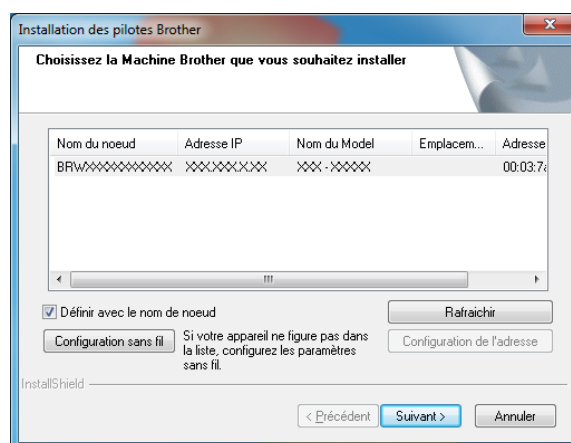 Installation des pilotes Brother
Choisissez la Machine Brother que vous souhaitez installer
Nom du noeud Adresse IP Nom du Model Emplacem... Adresse
BRWXXXXXXXXXXXX XXX.XXX.X.XX XXX - XXXXX 00:03:7a
Définir avec le nom de noeud
Rafraichir
Configuration sans fil
Si votre appareil ne figure pas dans
la liste, configurez les paramètres
sans fil.
Configuration de l'adresse
InstallShield
< Précédent Suivant > Annuler